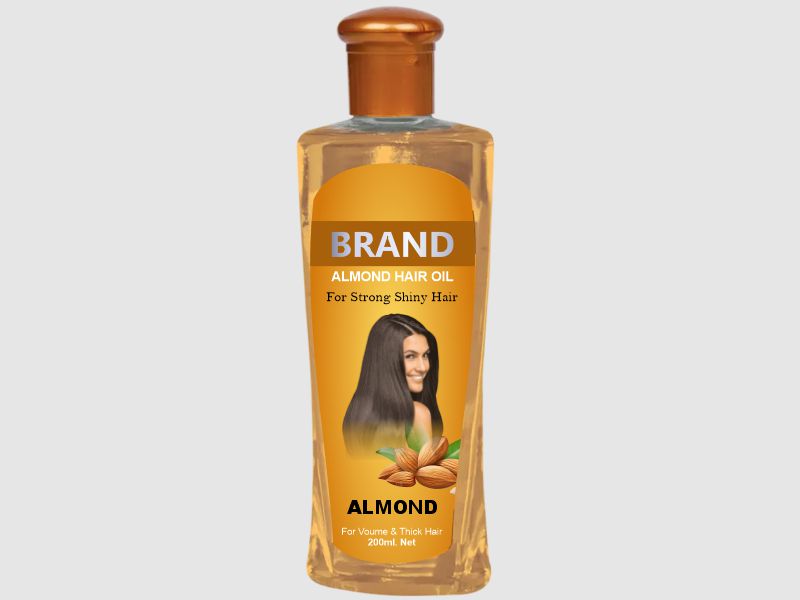 BRAND
ALMOND HAIR OIL
For Strong Shiny Hair
ALMOND
For Voume & Thick Hair
200ml. Net